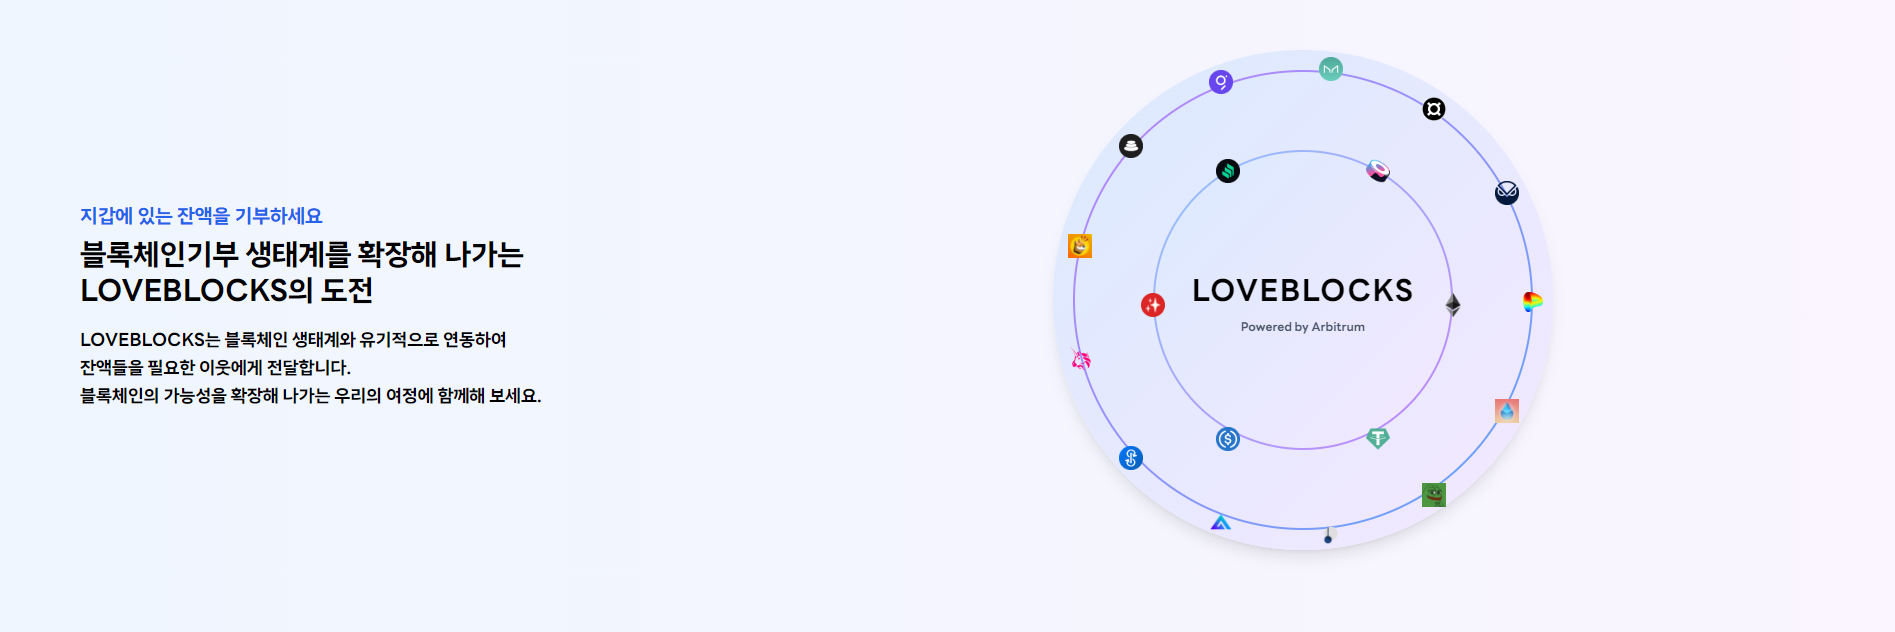 지갑에 있는 잔액을 기부하세요
블록체인기부 생태계를 확장해 나가는
LOVEBLOCKS의 도전
LOVEBLOCKS는 블록체인 생태계와 유기적으로 연동하여
잔액들을 필요한 이웃에게 전달합니다.
블록체인의 가능성을 확장해 나가는 우리의 여정에 함께해 보세요.
LOVEBLOCKS
Powered by Arbitrum